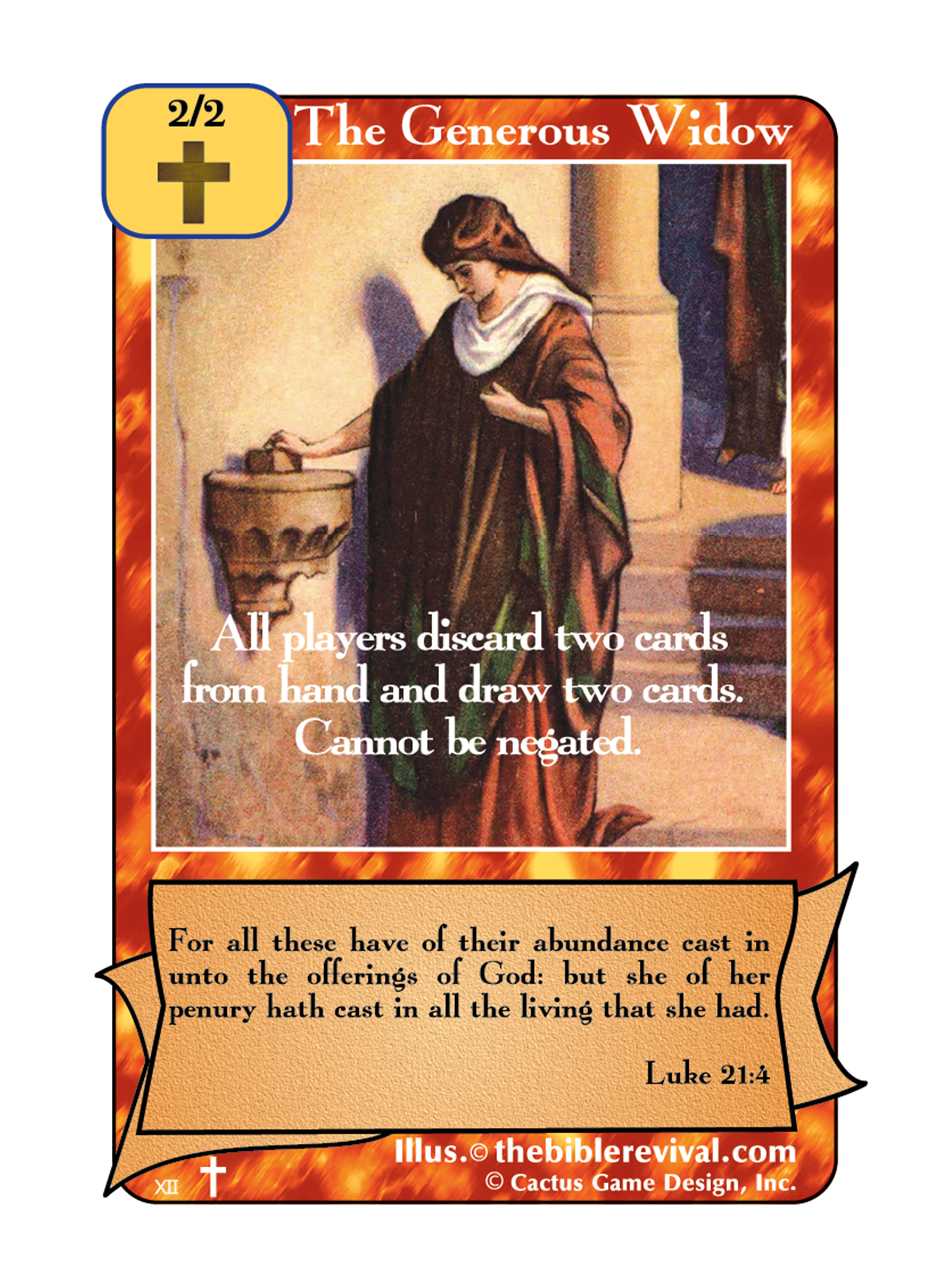 2/2
The Generous Widow
All players discard two cards
from hand and draw two cards.
Cannot be negated.
For all these have of their abundance cast in
unto the offerings of God: but she of her
penury hath cast in all the living that she had.
Luke 21:4
Illus.© thebiblerevival.com
XII
© Cactus Game Design, Inc.